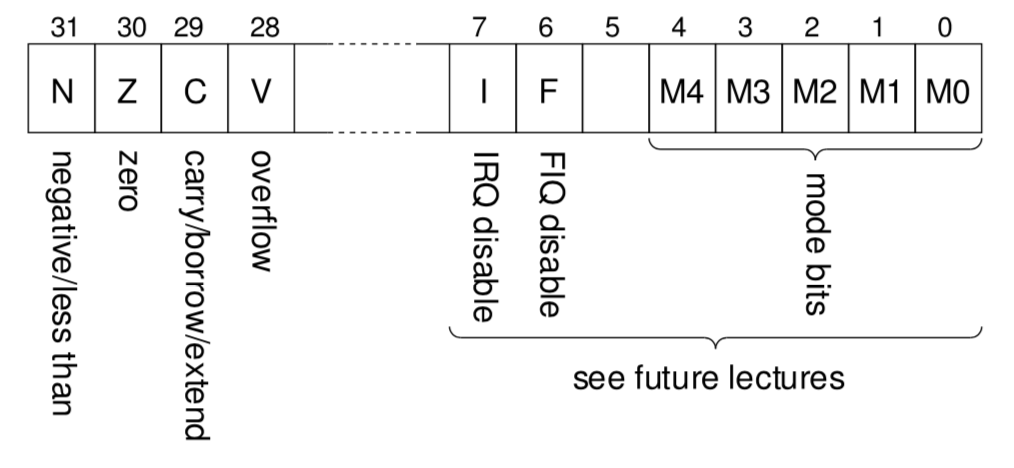 31 30 29 28 7 6 5 4 3 2 1 0
N Z C V I F M4 M3 M2 M1 M0
negative/less than
zero
carry/borrow/extend
overflow
IRQ disable
FIQ disable
mode bits
see future lectures